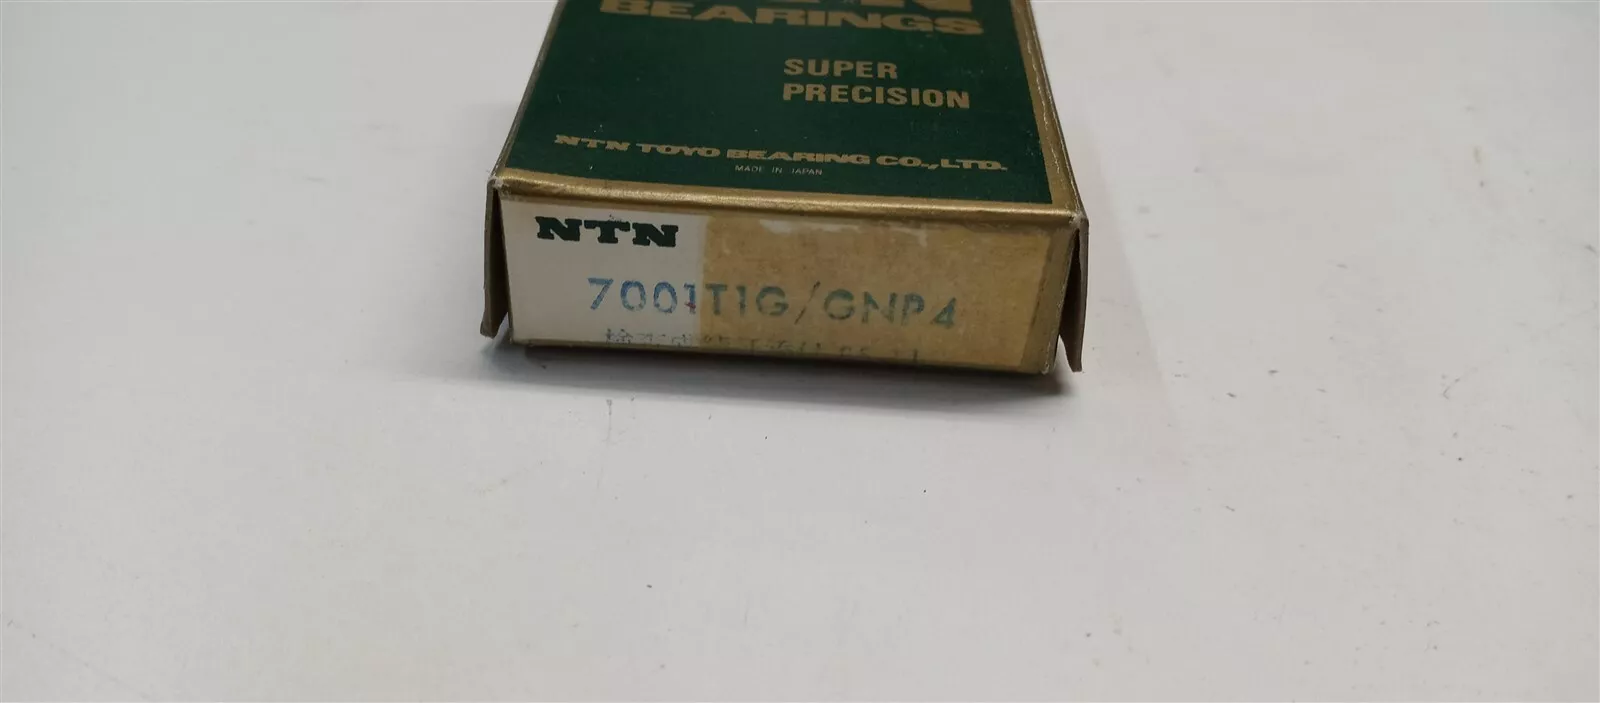 BEARINGS
SUPER
PRECISION
NTN TOYO BEARING CO.,LTD.
MADE IN JAPAN
NTN
7001T1G/GNP4